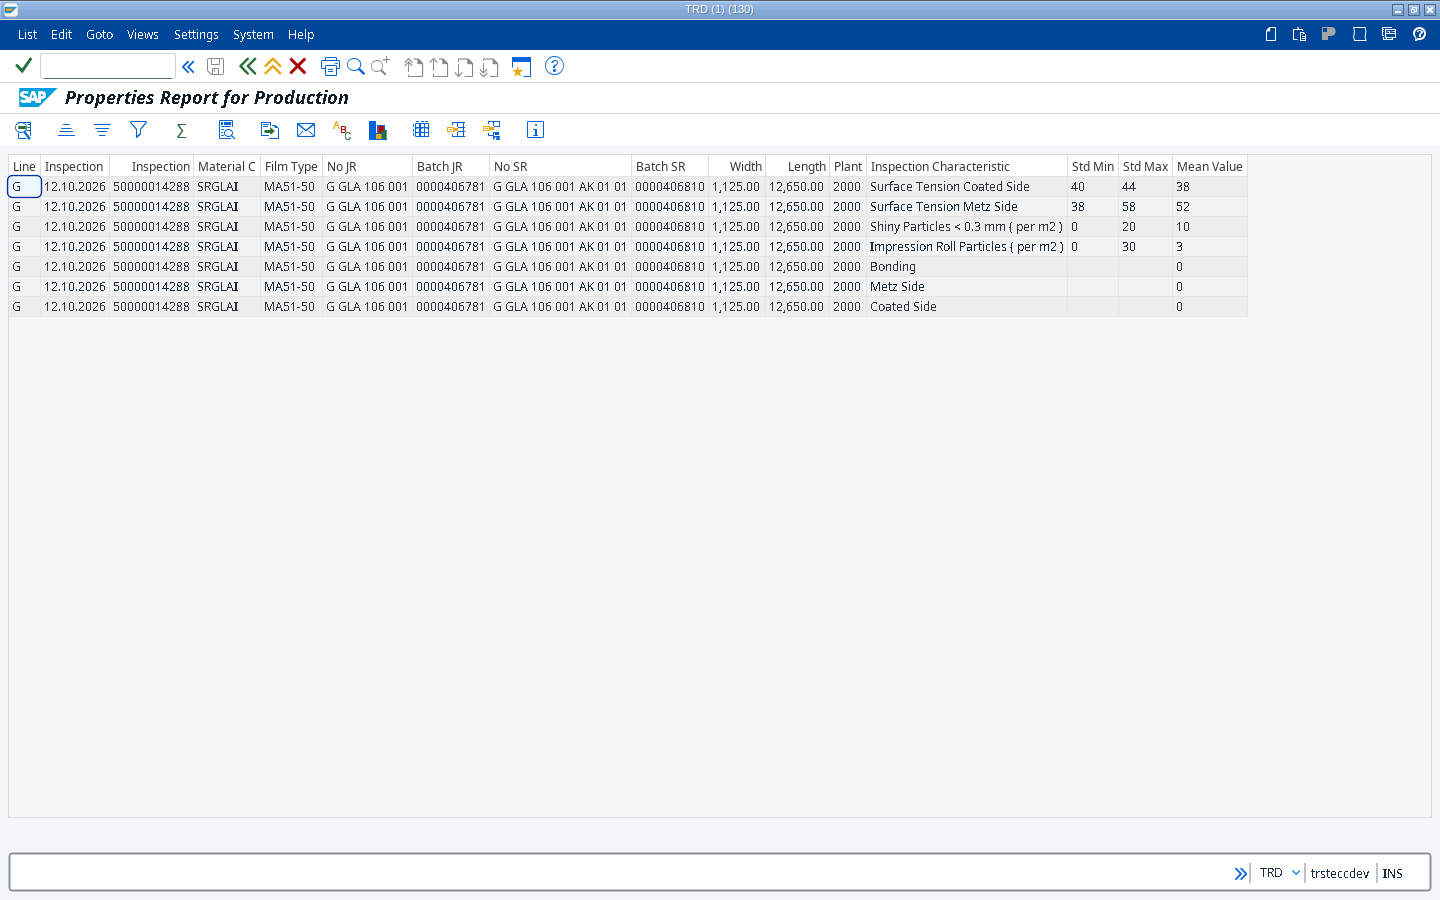 TRD (1) (130)
List Edit Goto Views Settings System Help
SAP Properties Report for Production
Line Inspection Inspection Material C Film Type No JR Batch JR No SR Batch SR Width Length Plant Inspection Characteristic Std Min Std Max Mean Value
G 12.10.2026 50000014288 SRGLAI MA51-50 G GLA 106 001 0000406781 G GLA 106 001 AK 01 01 0000406810 1,125.00 12,650.00 2000 Surface Tension Coated Side 40 44 38
G 12.10.2026 50000014288 SRGLAI MA51-50 G GLA 106 001 0000406781 G GLA 106 001 AK 01 01 0000406810 1,125.00 12,650.00 2000 Surface Tension Metz Side 38 58 52
G 12.10.2026 50000014288 SRGLAI MA51-50 G GLA 106 001 0000406781 G GLA 106 001 AK 01 01 0000406810 1,125.00 12,650.00 2000 Shiny Particles < 0.3 mm ( per m2 ) 0 20 10
G 12.10.2026 50000014288 SRGLAI MA51-50 G GLA 106 001 0000406781 G GLA 106 001 AK 01 01 0000406810 1,125.00 12,650.00 2000 Impression Roll Particles ( per m2 ) 0 30 3
G 12.10.2026 50000014288 SRGLAI MA51-50 G GLA 106 001 0000406781 G GLA 106 001 AK 01 01 0000406810 1,125.00 12,650.00 2000 Bonding 0
G 12.10.2026 50000014288 SRGLAI MA51-50 G GLA 106 001 0000406781 G GLA 106 001 AK 01 01 0000406810 1,125.00 12,650.00 2000 Metz Side 0
G 12.10.2026 50000014288 SRGLAI MA51-50 G GLA 106 001 0000406781 G GLA 106 001 AK 01 01 0000406810 1,125.00 12,650.00 2000 Coated Side 0
TRD trsteccdev INS